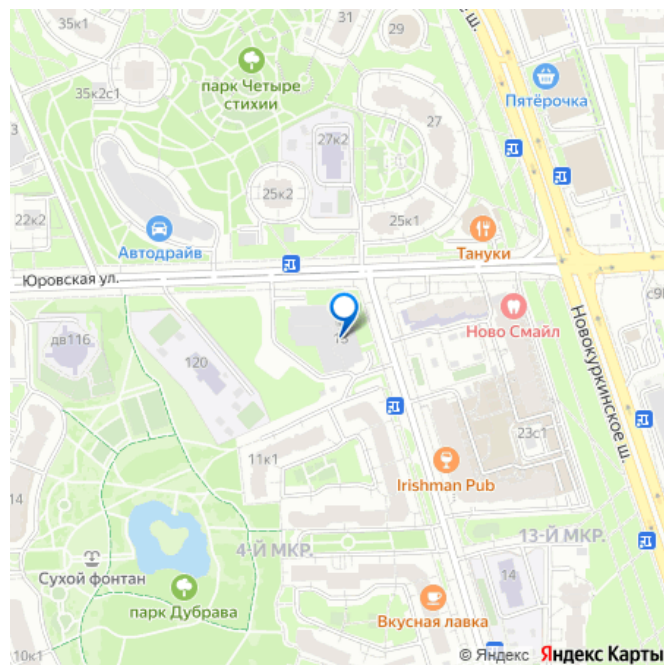 35к1
31
29
Новокуркинское ш.
35к2с1
парк Четыре
стихии
Пятёрочка
27
27к2
25к2
22к2
25к1
Автодрайв
Тануки
Юровская ул.
13
Ново Смайл
Новокуркинское ш.
дв116
120
23с1
11к1
Irishman Pub
14
4-Й МКР.
13-Й МКР.
Сухой фонтан
14
парк Дубрава
Вкусная лавка
10к1
© Яндекс Яндекс Карты